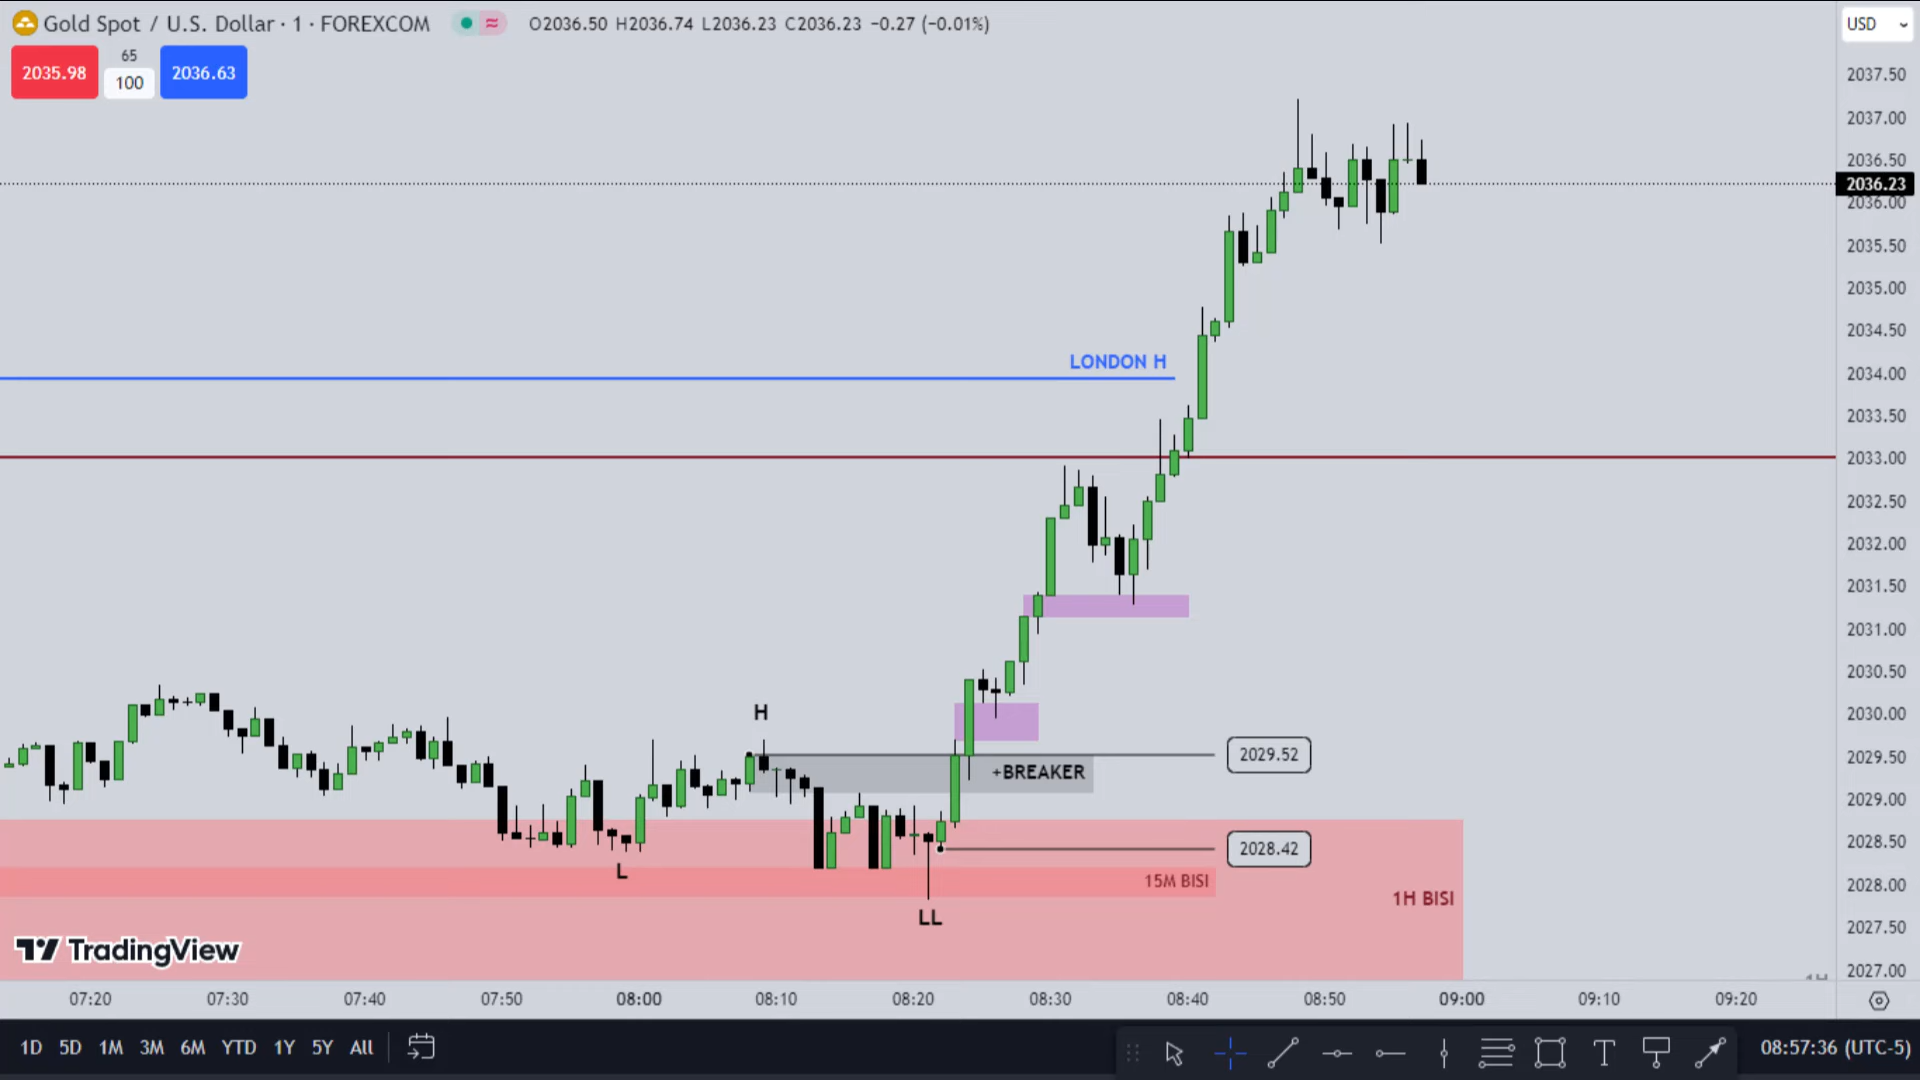 Gold Spot / U.S. Dollar · 1 · FOREXCOM
≈
O2036.50 H2036.74 L2036.23 C2036.23 −0.27 (−0.01%)
USD
2035.98
65
100
2036.63
2037.50
2037.00
2036.50
2036.23
2036.00
2035.50
2035.00
2034.50
LONDON H
2034.00
2033.50
2033.00
2032.50
2032.00
2031.50
2031.00
2030.50
H
2030.00
2029.52
2029.50
+BREAKER
2029.00
2028.42
2028.50
L
15M BISI
2028.00
1H BISI
LL
2027.50
TradingView
2027.00
07:20 07:30 07:40 07:50 08:00 08:10 08:20 08:30 08:40 08:50 09:00 09:10 09:20
1D 5D 1M 3M 6M YTD 1Y 5Y All
08:57:36 (UTC-5)